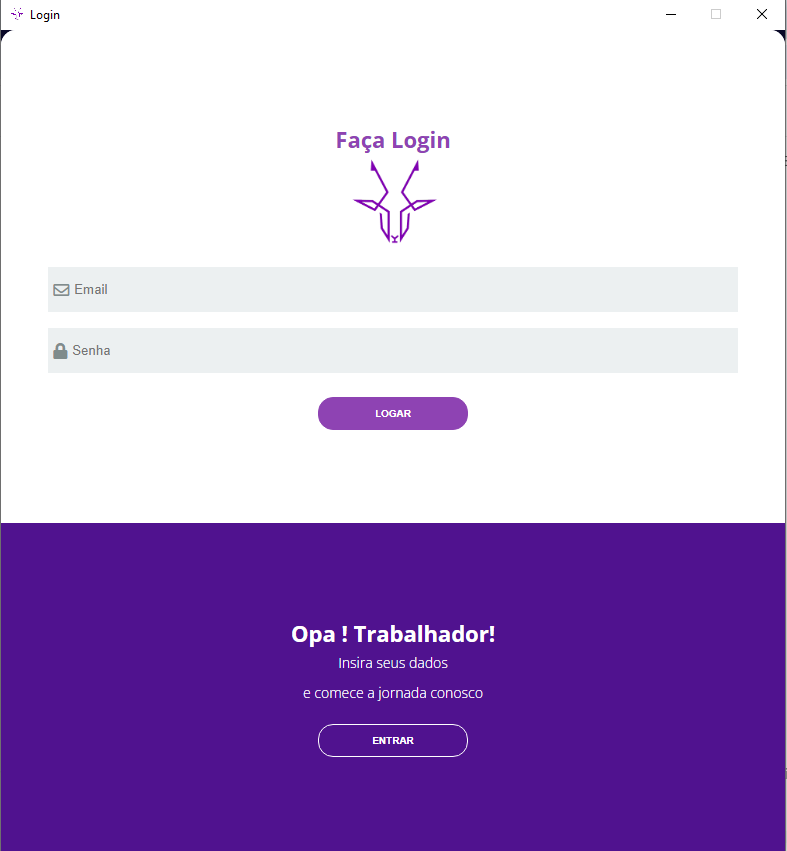 Login
Faça Login
Email
Senha
LOGAR
Opa ! Trabalhador!
Insira seus dados
e comece a jornada conosco
ENTRAR